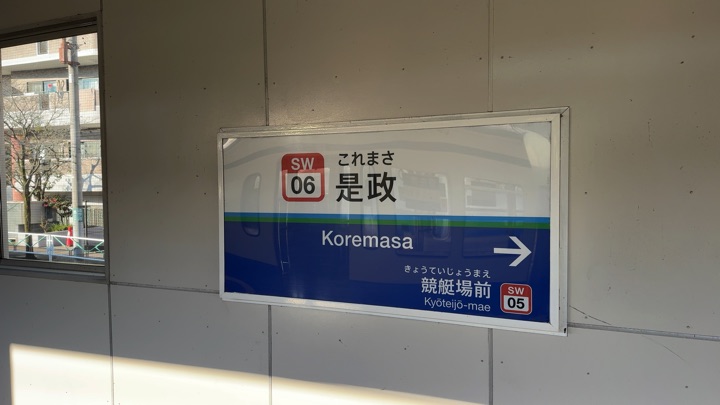 SW
06
これまさ
是政
Koremasa
きょうていじょうまえ
競艇場前
Kyōteijō-mae
SW
05